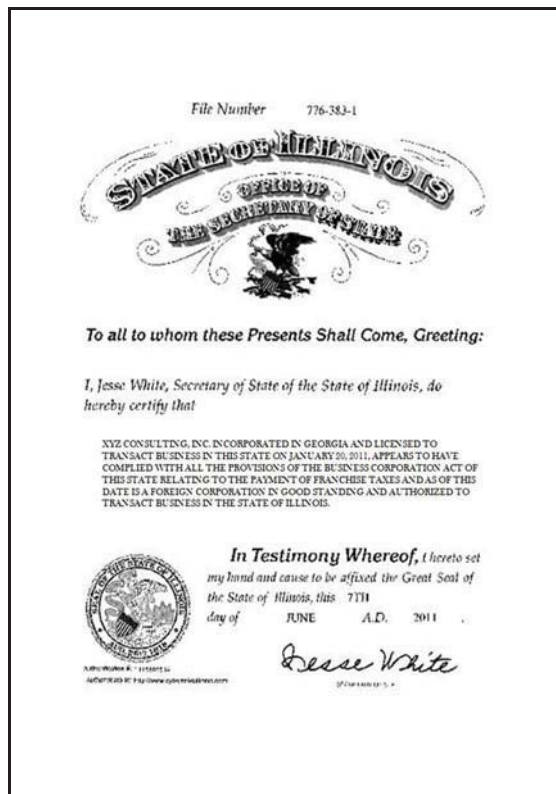 File Number 776-383-1
STATE OF ILLINOIS
OFFICE OF
THE SECRETARY OF STATE
To all to whom these Presents Shall Come, Greeting:
I, Jesse White, Secretary of State of the State of Illinois, do
hereby certify that
XYZ CONSULTING, INC. INCORPORATED IN GEORGIA AND LICENSED TO
TRANSACT BUSINESS IN THIS STATE ON JANUARY 20, 2011, APPEARS TO HAVE
COMPLIED WITH ALL THE PROVISIONS OF THE BUSINESS CORPORATION ACT OF
THIS STATE RELATING TO THE PAYMENT OF FRANCHISE TAXES AND AS OF THIS
DATE IS A FOREIGN CORPORATION IN GOOD STANDING AND AUTHORIZED TO
TRANSACT BUSINESS IN THE STATE OF ILLINOIS.
SEAL OF THE STATE OF ILLINOIS
In Testimony Whereof, I hereto set
my hand and cause to be affixed the Great Seal of
the State of Illinois, this 7TH
day of JUNE A.D. 2011 .
Jesse White